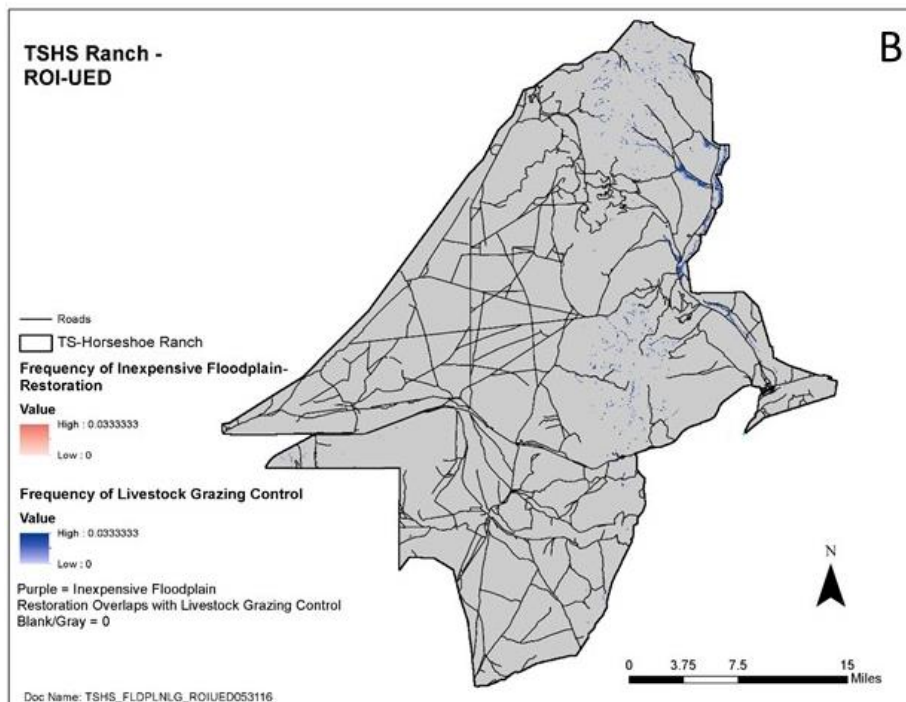 TSHS Ranch -
ROI-UED
B
Roads
TS-Horseshoe Ranch
Frequency of Inexpensive Floodplain-
Restoration
Value
High : 0.0333333
Low : 0
Frequency of Livestock Grazing Control
Value
High : 0.0333333
Low : 0
Purple = Inexpensive Floodplain
Restoration Overlaps with Livestock Grazing Control
Blank/Gray = 0
N
0 3.75 7.5 15
Miles
Doc Name: TSHS_FLDPLNLG_ROIUED053116